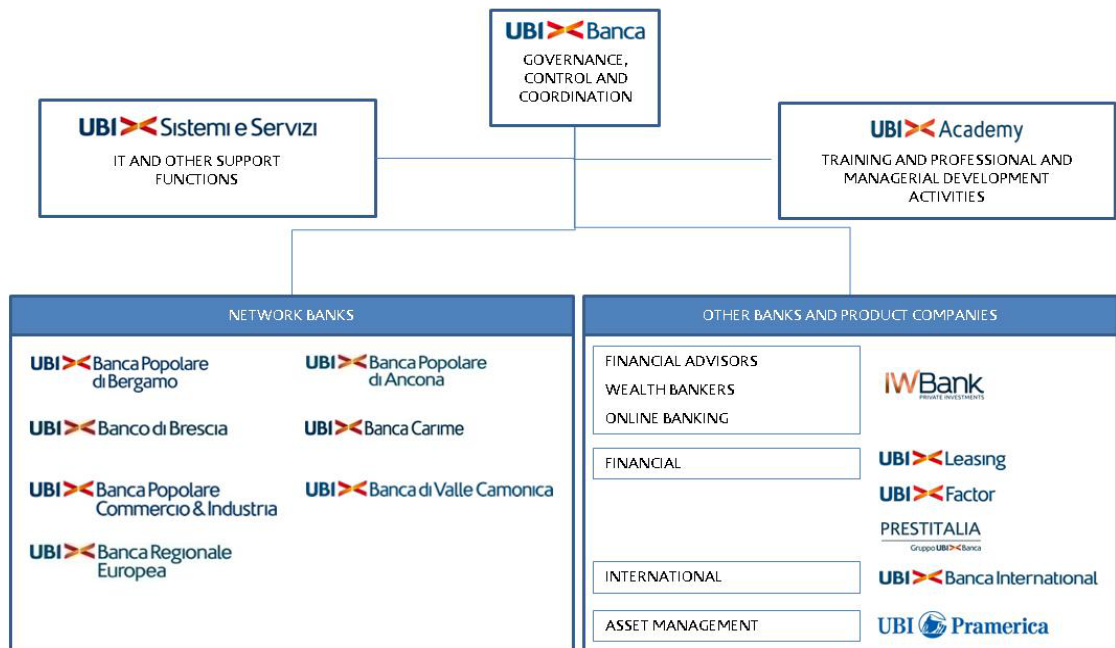 UBI Banca
GOVERNANCE,
CONTROL AND
COORDINATION
UBI Sistemi e Servizi
IT AND OTHER SUPPORT
FUNCTIONS
UBI Academy
TRAINING AND PROFESSIONAL AND
MANAGERIAL DEVELOPMENT
ACTIVITIES
NETWORK BANKS
UBI Banca Popolare
di Bergamo
UBI Banca Popolare
di Ancona
UBI Banco di Brescia
UBI Banca Carime
UBI Banca Popolare
Commercio & Industria
UBI Banca di Valle Camonica
UBI Banca Regionale
Europea
OTHER BANKS AND PRODUCT COMPANIES
FINANCIAL ADVISORS
WEALTH BANKERS
ONLINE BANKING
IWBank
PRIVATE INVESTMENTS
FINANCIAL
UBI Leasing
UBI Factor
PRESTITALIA
Gruppo UBI Banca
INTERNATIONAL
UBI Banca International
ASSET MANAGEMENT
UBI Pramerica